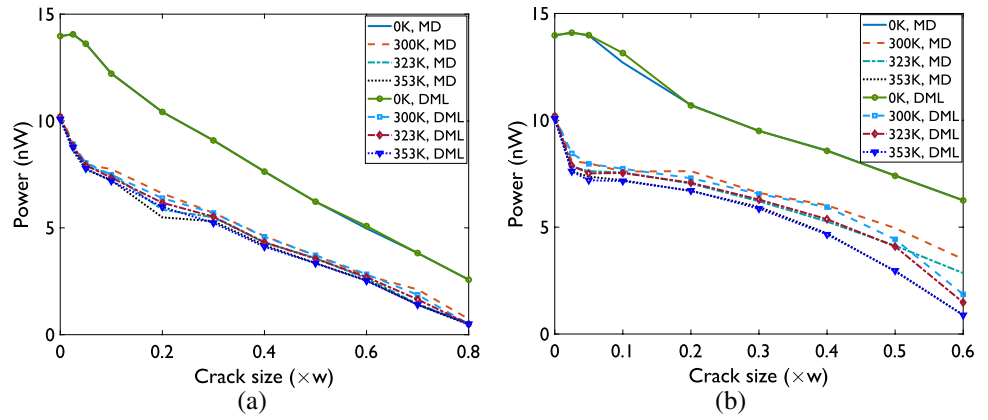 15
10
5
0
Power (nW)
0
0.2
0.4
0.6
0.8
Crack size (×w)
0K, MD
300K, MD
323K, MD
353K, MD
0K, DML
300K, DML
323K, DML
353K, DML
(a)
15
10
5
0
Power (nW)
0
0.1
0.2
0.3
0.4
0.5
0.6
Crack size (×w)
0K, MD
300K, MD
323K, MD
353K, MD
0K, DML
300K, DML
323K, DML
353K, DML
(b)